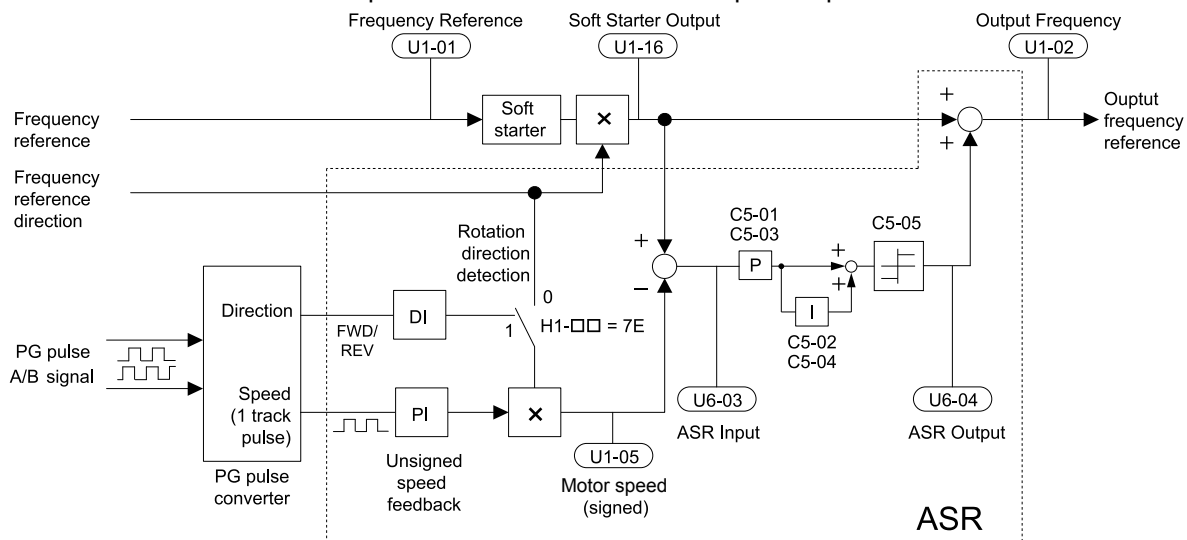 Frequency Reference
U1-01
Soft Starter Output
U1-16
Output Frequency
U1-02
Frequency
reference
Soft
starter
×
+
+
Ouptut
frequency
reference
Frequency
reference
direction
Rotation
direction
detection
+
−
C5-01
C5-03
P
+
+
I
C5-02
C5-04
C5-05
PG pulse
A/B signal
Direction
Speed
(1 track
pulse)
PG pulse
converter
FWD/
REV
DI
0
1
H1-□□ = 7E
PI
Unsigned
speed
feedback
×
U1-05
Motor speed
(signed)
U6-03
ASR Input
U6-04
ASR Output
ASR